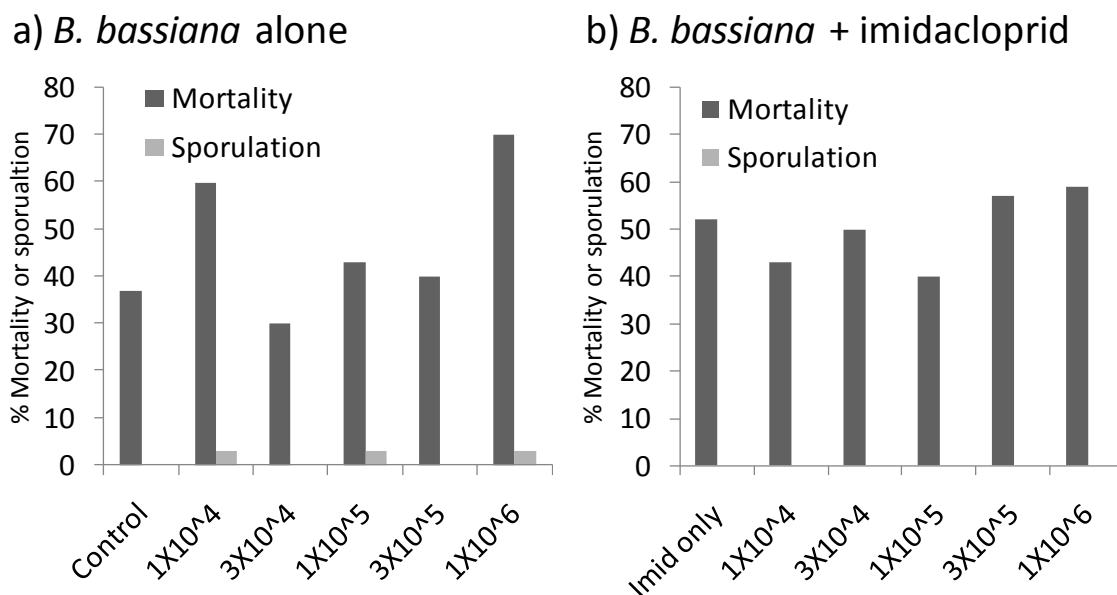 a) B. bassiana alone
80
70
60
50
40
30
20
10
0
% Mortality or sporualtion
Mortality
Sporulation
Control
1X10^4
3X10^4
1X10^5
3X10^5
1X10^6
b) B. bassiana + imidacloprid
80
70
60
50
40
30
20
10
0
% Mortality or sporulation
Mortality
Sporulation
Imid only
1X10^4
3X10^4
1X10^5
3X10^5
1X10^6